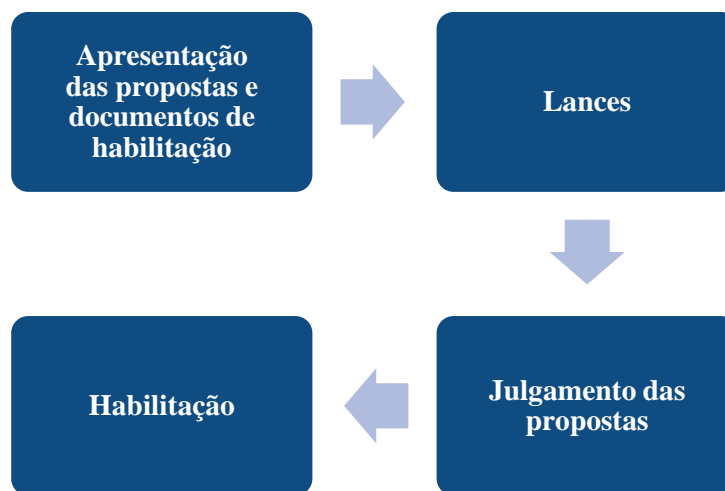 Apresentação
das propostas e
documentos de
habilitação
Lances
Julgamento das
propostas
Habilitação